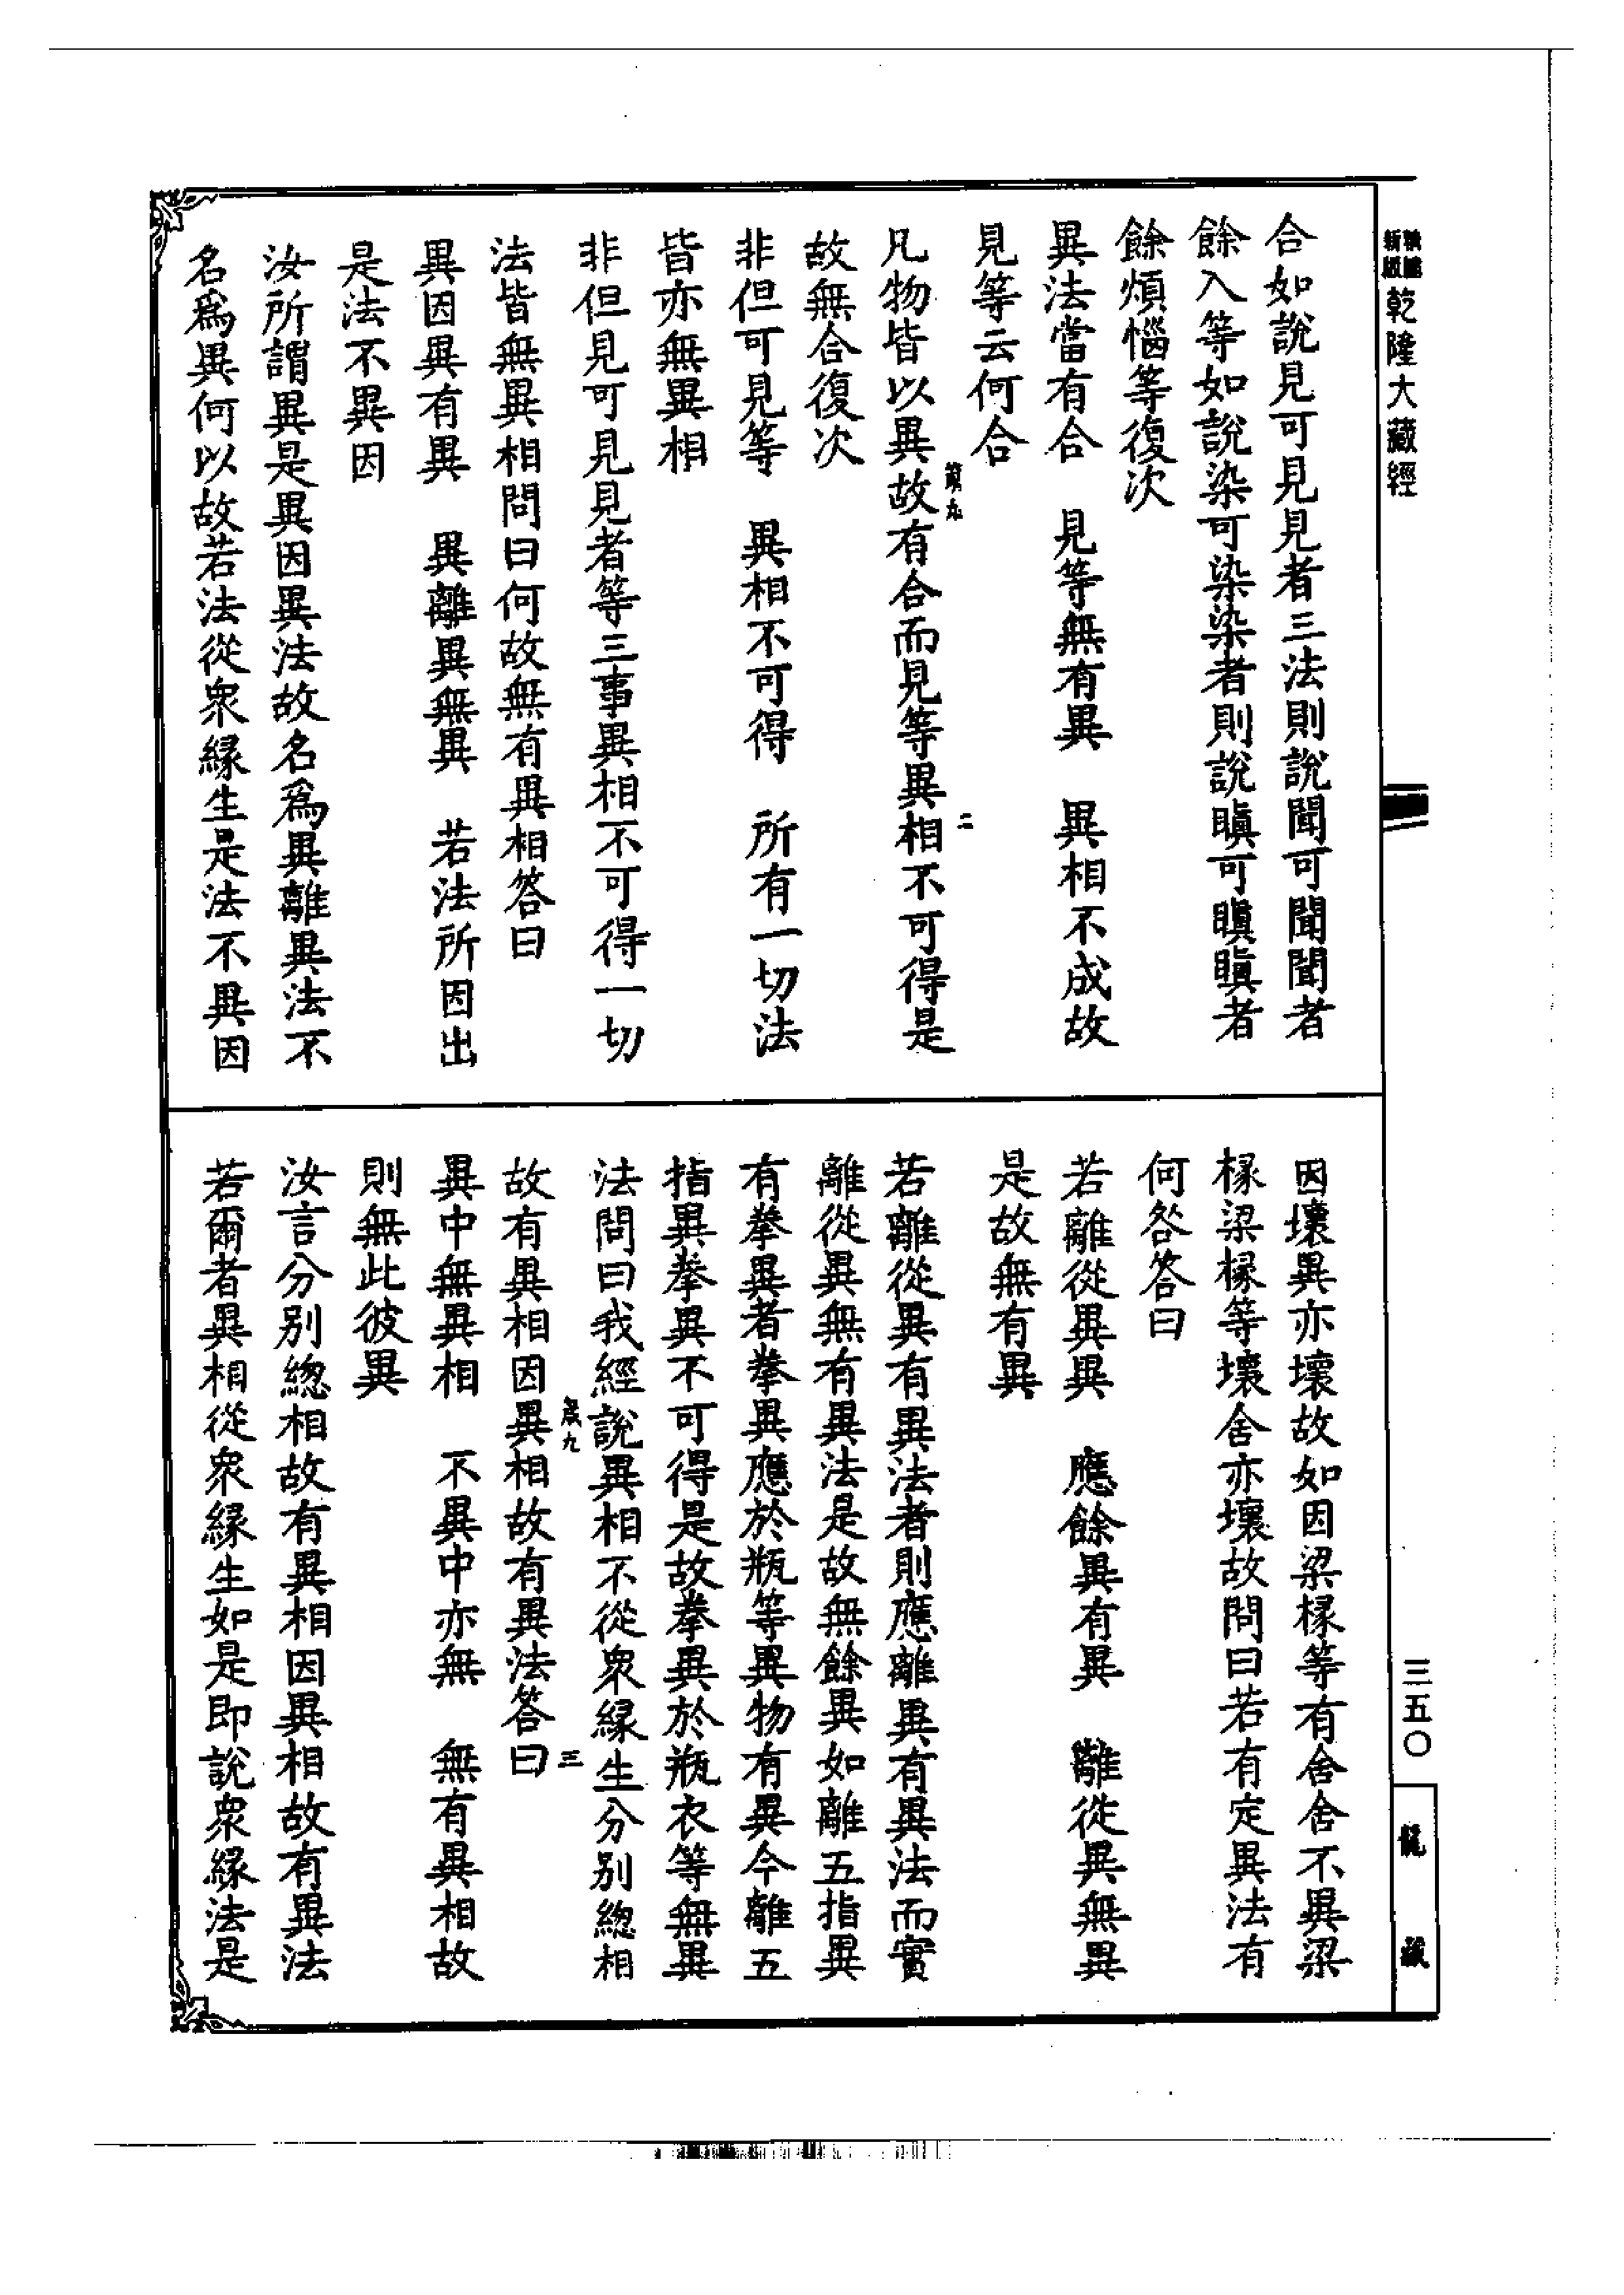 新版
乾隆大藏經
合如說見可見見者三法則說聞可聞聞者
餘入等如說染可染染者則說瞋可瞋瞋者
餘煩惱等復次
異法當有合　見等無有異　異相不成故
見等云何合
凡物皆以異故有合而見等異相不可得是
故無合復次
非但可見等　異相不可得　所有一切法
皆亦無異相
非但見可見見者等三事異相不可得一切
法皆無異相問曰何故無有異相答曰
異因異有異　異離異無異　若法所因出
是法不異因
汝所謂異是異因異法故名為異離異法不
名為異何以故若法從眾緣生是法不異因
二
因壞異亦壞故如因梁椽等有舍舍不異梁
椽梁椽等壞舍亦壞故問曰若有定異法有
何咎答曰
若離從異異　應餘異有異　離從異無異
是故無有異
若離從異有異法者則應離異有異法而實
離從異無有異法是故無餘異如離五指異
有拳異者拳異應於瓶等異物有異今離五
指異拳異不可得是故拳異於瓶衣等無異
法問曰我經說異相不從眾緣生分別緫相
故有異相因異相故有異法答曰
異中無異相　不異中亦無　無有異相故
則無此彼異
汝言分別緫相故有異相因異相故有異法
若爾者異相從眾緣生如是即說眾緣法是
三
三五〇
龍藏